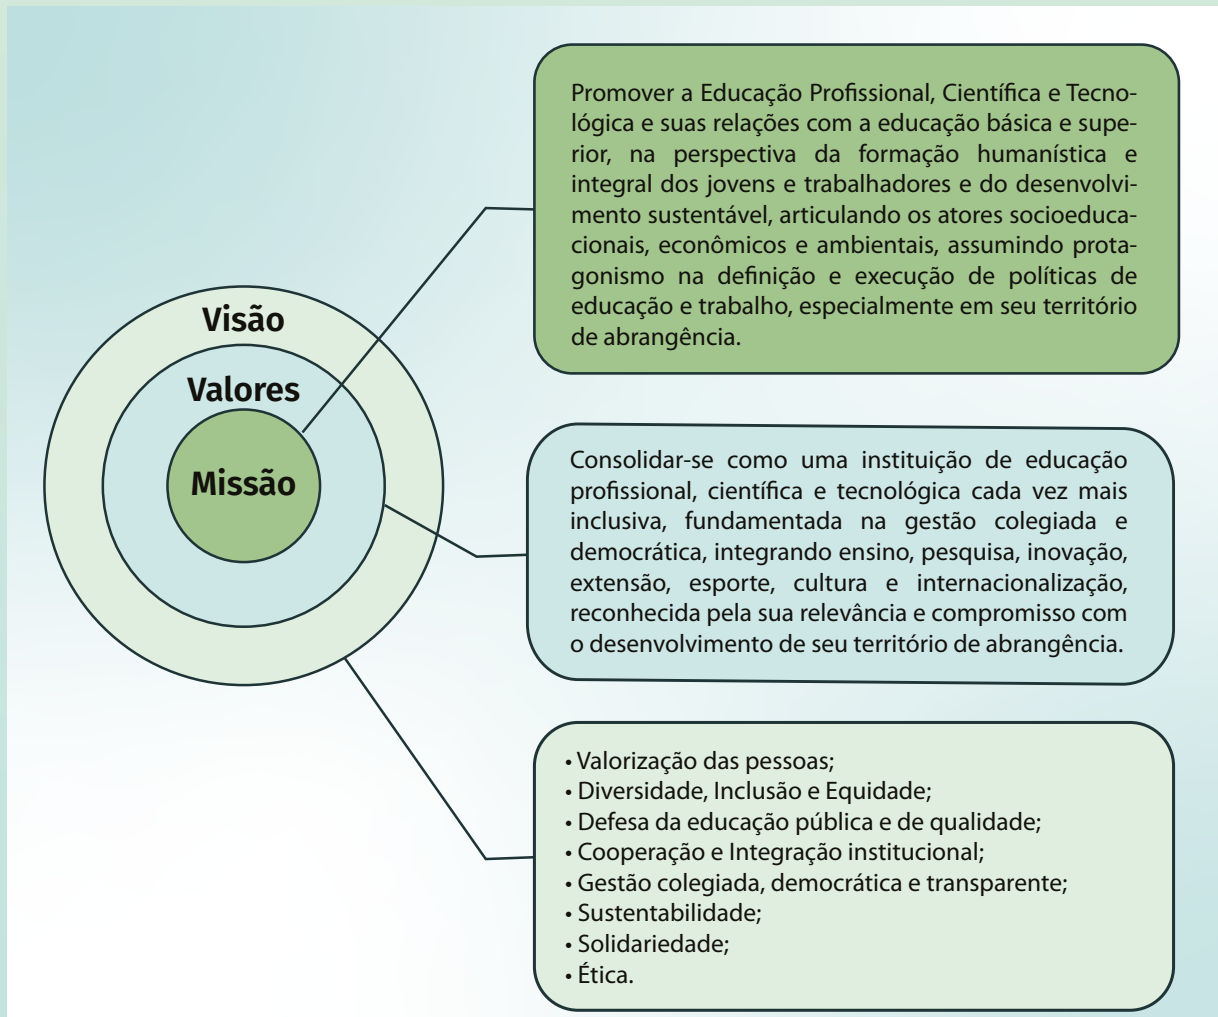 Visão
Valores
Missão
Promover a Educação Profissional, Científica e Tecno-
lógica e suas relações com a educação básica e supe-
rior, na perspectiva da formação humanística e
integral dos jovens e trabalhadores e do desenvolvi-
mento sustentável, articulando os atores socioeduca-
cionais, econômicos e ambientais, assumindo prota-
gonismo na definição e execução de políticas de
educação e trabalho, especialmente em seu território
de abrangência.
Consolidar-se como uma instituição de educação
profissional, científica e tecnológica cada vez mais
inclusiva, fundamentada na gestão colegiada e
democrática, integrando ensino, pesquisa, inovação,
extensão, esporte, cultura e internacionalização,
reconhecida pela sua relevância e compromisso com
o desenvolvimento de seu território de abrangência.
• Valorização das pessoas;
• Diversidade, Inclusão e Equidade;
• Defesa da educação pública e de qualidade;
• Cooperação e Integração institucional;
• Gestão colegiada, democrática e transparente;
• Sustentabilidade;
• Solidariedade;
• Ética.